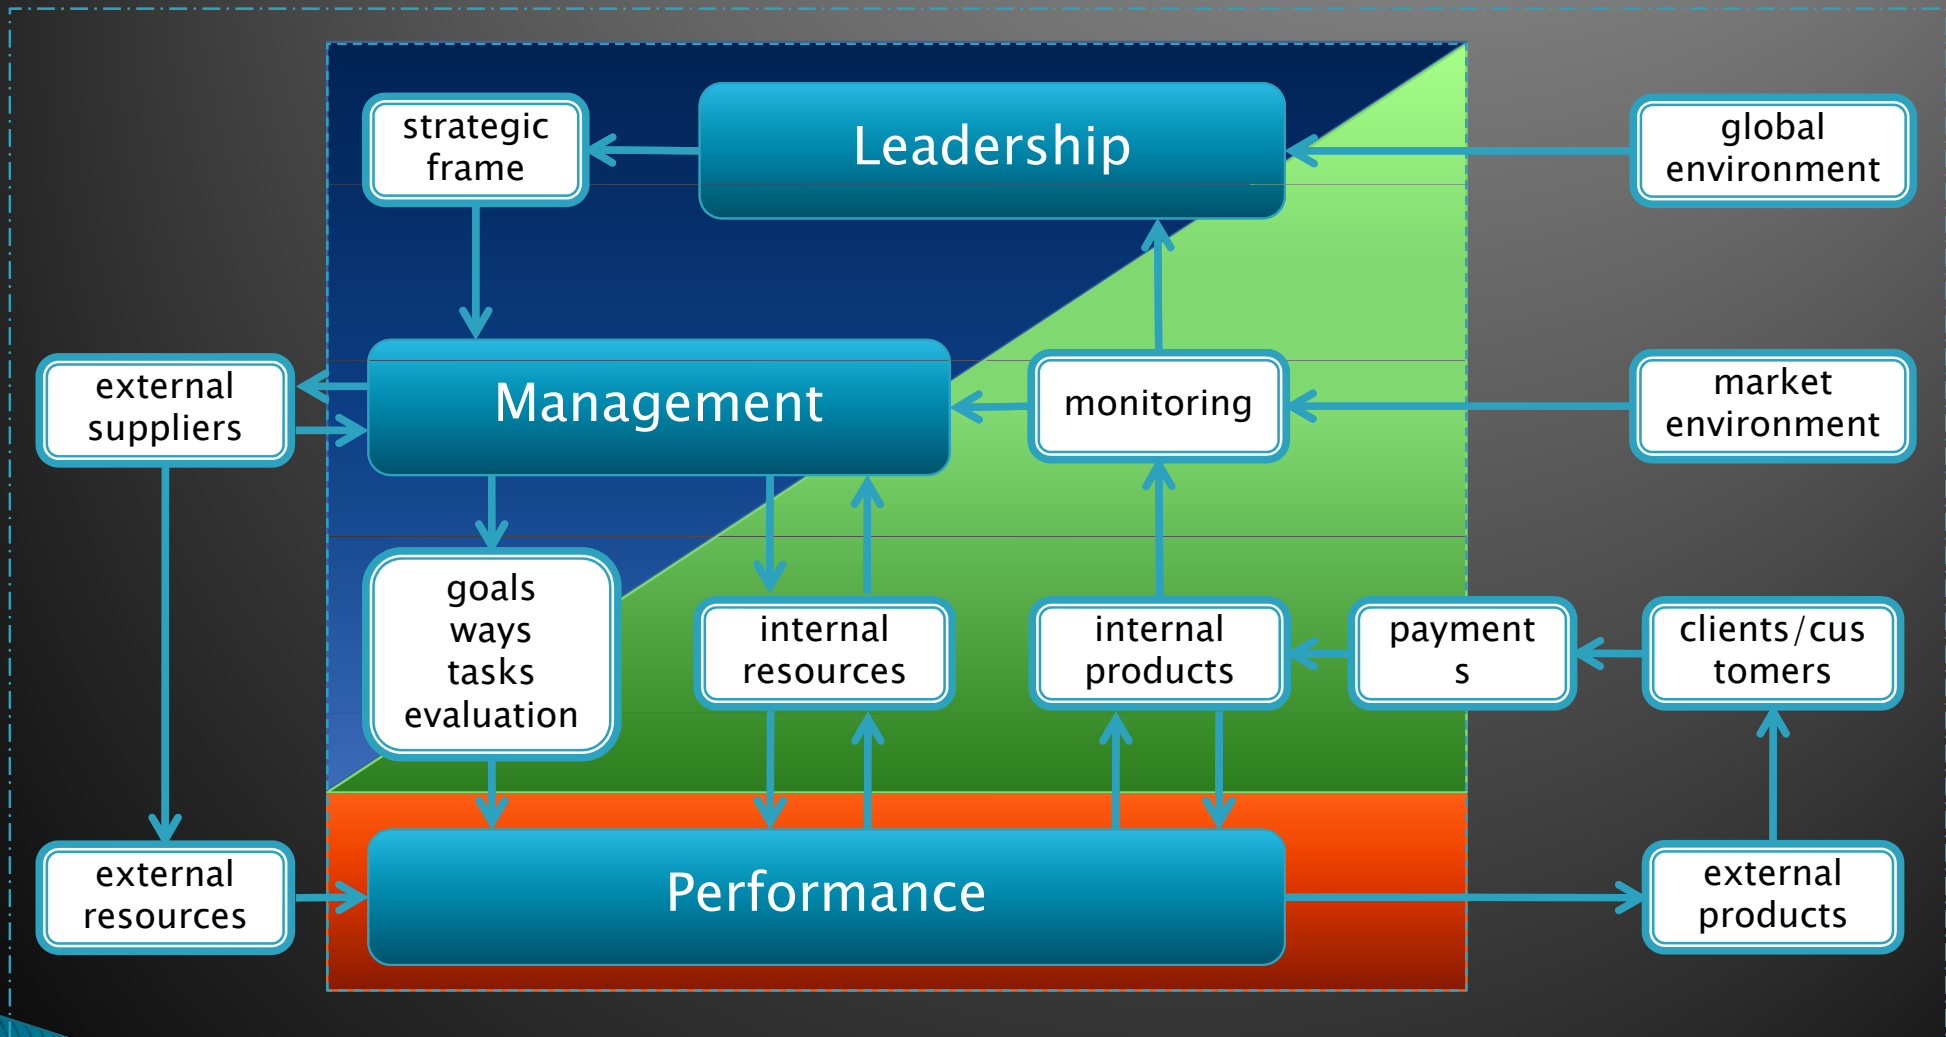 strategic
frame
Leadership
global
environment
external
suppliers
Management
monitoring
market
environment
goals
ways
tasks
evaluation
internal
resources
internal
products
payment
s
clients/cus
tomers
external
resources
Performance
external
products